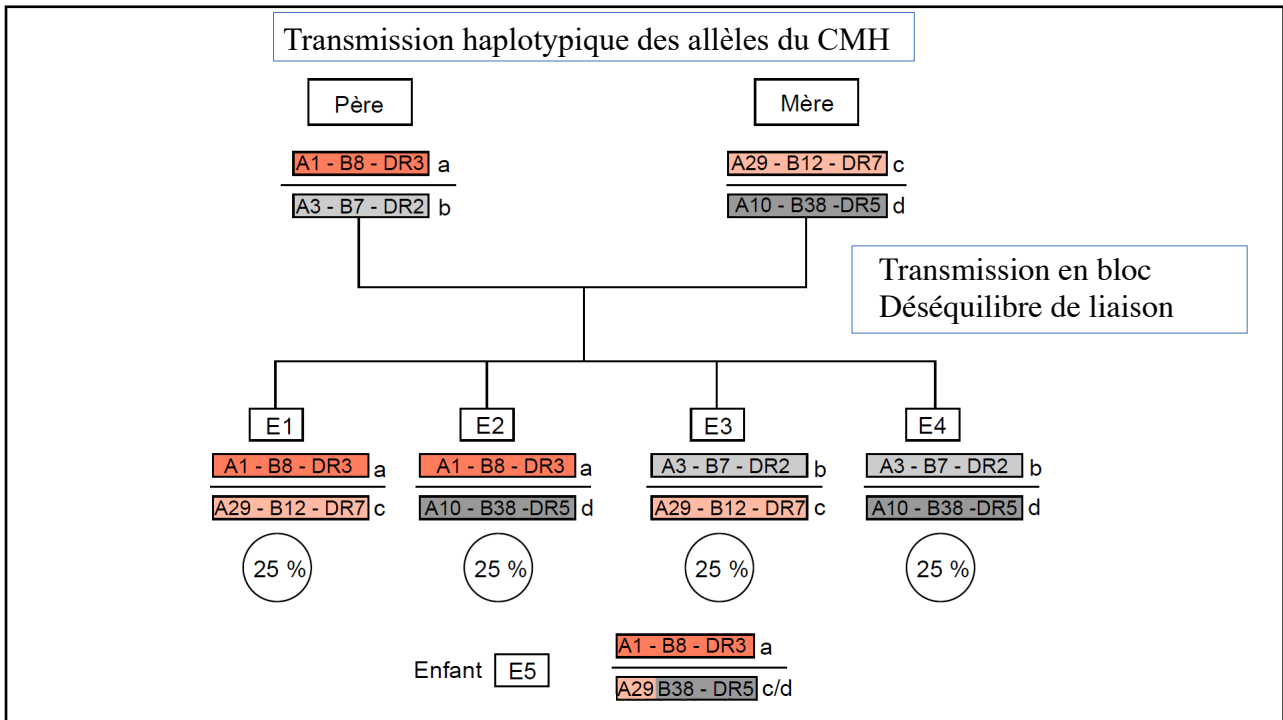 Transmission haplotypique des allèles du CMH
Père
Mère
A1 - B8 - DR3 a
A3 - B7 - DR2 b
A29 - B12 - DR7 c
A10 - B38 -DR5 d
Transmission en bloc
Déséquilibre de liaison
E1
E2
E3
E4
A1 - B8 - DR3 a
A29 - B12 - DR7 c
A1 - B8 - DR3 a
A10 - B38 -DR5 d
A3 - B7 - DR2 b
A29 - B12 - DR7 c
A3 - B7 - DR2 b
A10 - B38 -DR5 d
25 %
25 %
25 %
25 %
Enfant E5
A1 - B8 - DR3 a
A29 B38 - DR5 c/d